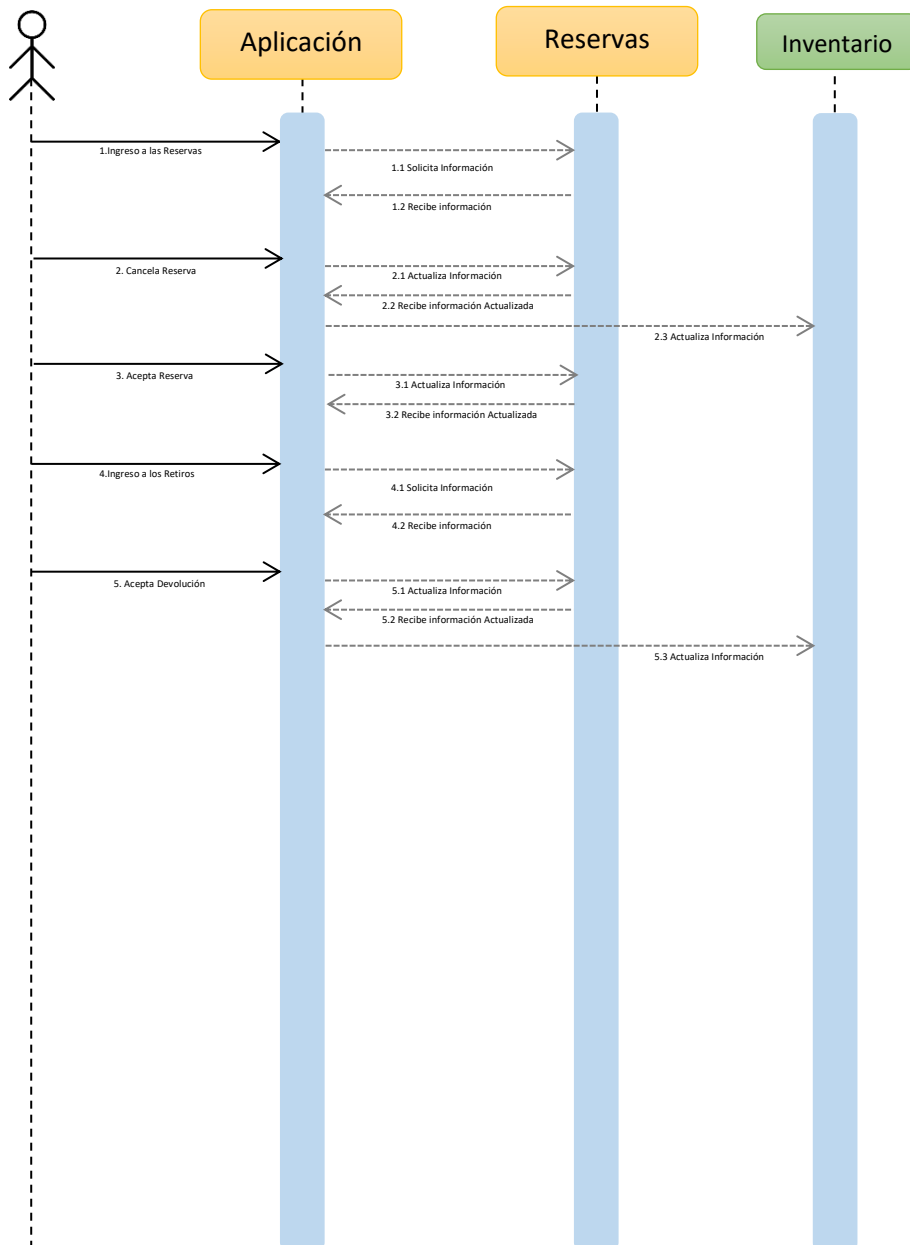 Aplicación
Reservas
Inventario
1.Ingreso a las Reservas
1.1 Solicita Información
1.2 Recibe información
2. Cancela Reserva
2.1 Actualiza Información
2.2 Recibe información Actualizada
2.3 Actualiza Información
3. Acepta Reserva
3.1 Actualiza Información
3.2 Recibe información Actualizada
4.Ingreso a los Retiros
4.1 Solicita Información
4.2 Recibe información
5. Acepta Devolución
5.1 Actualiza Información
5.2 Recibe información Actualizada
5.3 Actualiza Información